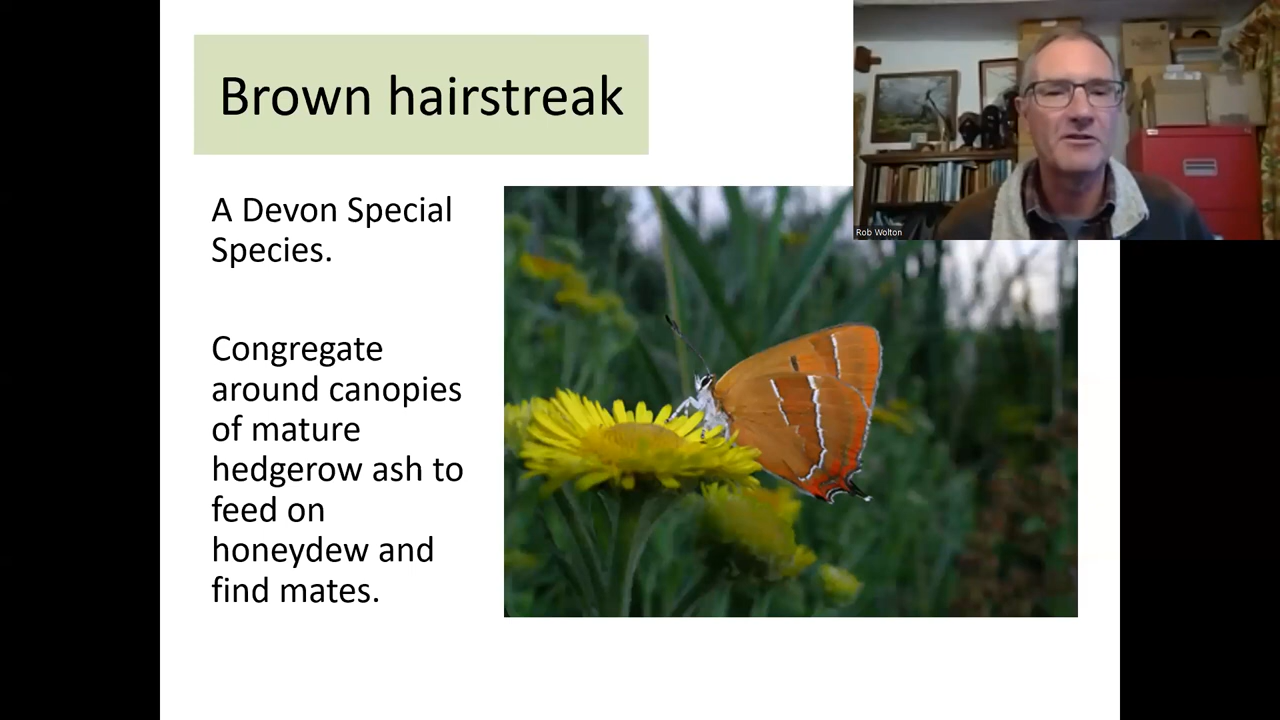 Brown hairstreak
Rob Wolton
A Devon Special
Species.
Congregate
around canopies
of mature
hedgerow ash to
feed on
honeydew and
find mates.